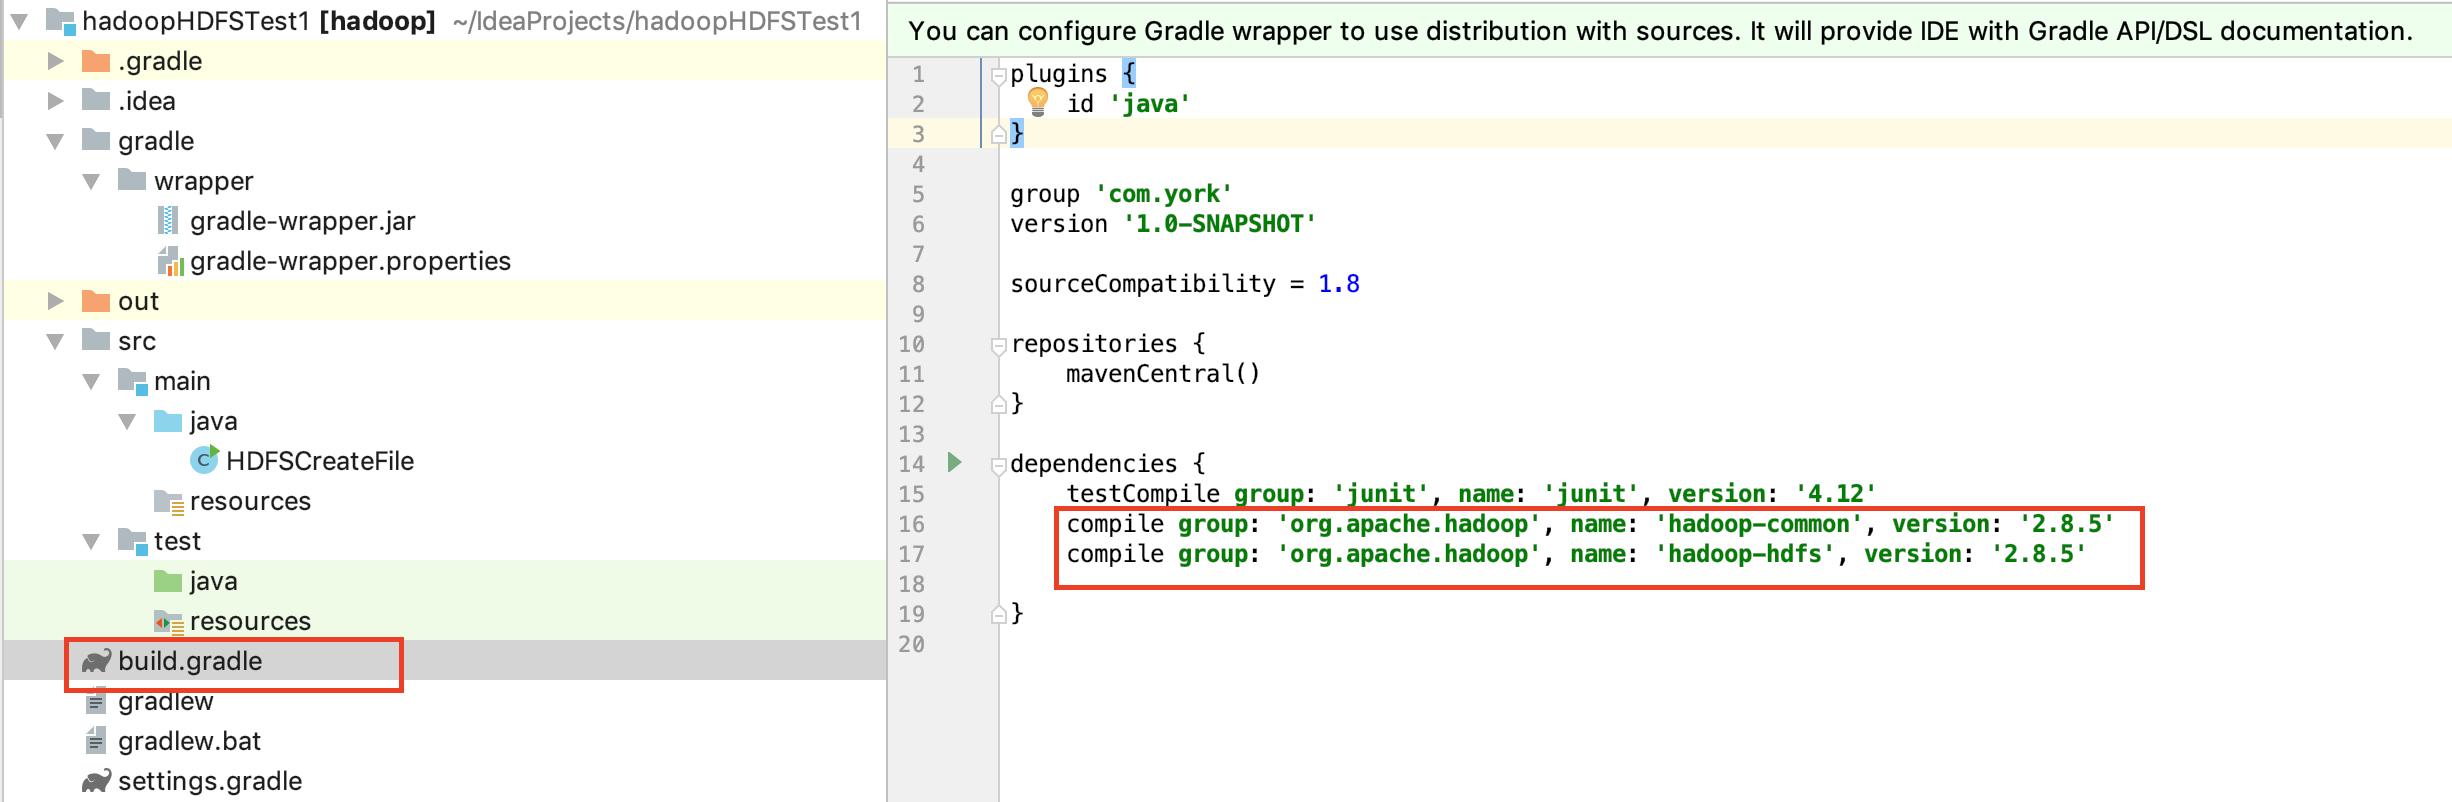 hadoopHDFSTest1 [hadoop] ~/IdeaProjects/hadoopHDFSTest1
.gradle
.idea
gradle
wrapper
gradle-wrapper.jar
gradle-wrapper.properties
out
src
main
java
HDFSCreateFile
resources
test
java
resources
build.gradle
gradlew
gradlew.bat
settings.gradle
You can configure Gradle wrapper to use distribution with sources. It will provide IDE with Gradle API/DSL documentation.
1 plugins {
2     id 'java'
3 }
4
5 group 'com.york'
6 version '1.0-SNAPSHOT'
7
8 sourceCompatibility = 1.8
9
10 repositories {
11     mavenCentral()
12 }
13
14 dependencies {
15     testCompile group: 'junit', name: 'junit', version: '4.12'
16     compile group: 'org.apache.hadoop', name: 'hadoop-common', version: '2.8.5'
17     compile group: 'org.apache.hadoop', name: 'hadoop-hdfs', version: '2.8.5'
18
19 }
20